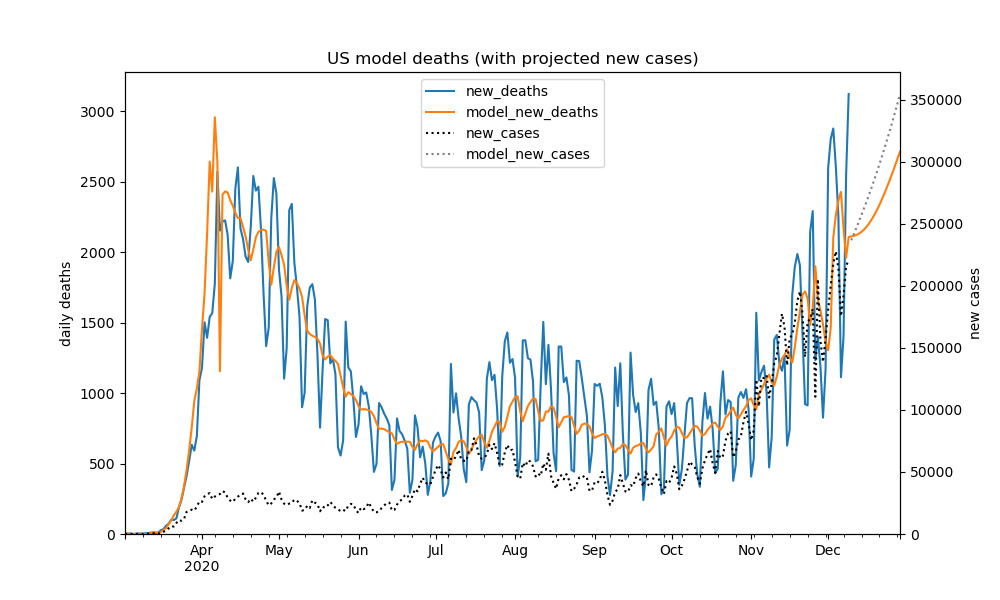 US model deaths (with projected new cases)
new_deaths
model_new_deaths
new_cases
model_new_cases
3000
2500
2000
1500
1000
500
0
daily deaths
350000
300000
250000
200000
150000
100000
50000
0
new cases
Apr
2020
May
Jun
Jul
Aug
Sep
Oct
Nov
Dec